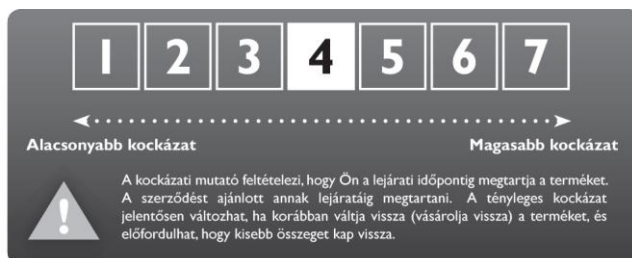 1 2 3 4 5 6 7
Alacsonyabb kockázat Magasabb kockázat
A kockázati mutató feltételezi, hogy Ön a lejárati időpontig megtartja a terméket.
A szerződést ajánlott annak lejáratáig megtartani. A tényleges kockázat
jelentősen változhat, ha korábban váltja vissza (vásárolja vissza) a terméket, és
előfordulhat, hogy kisebb összeget kap vissza.